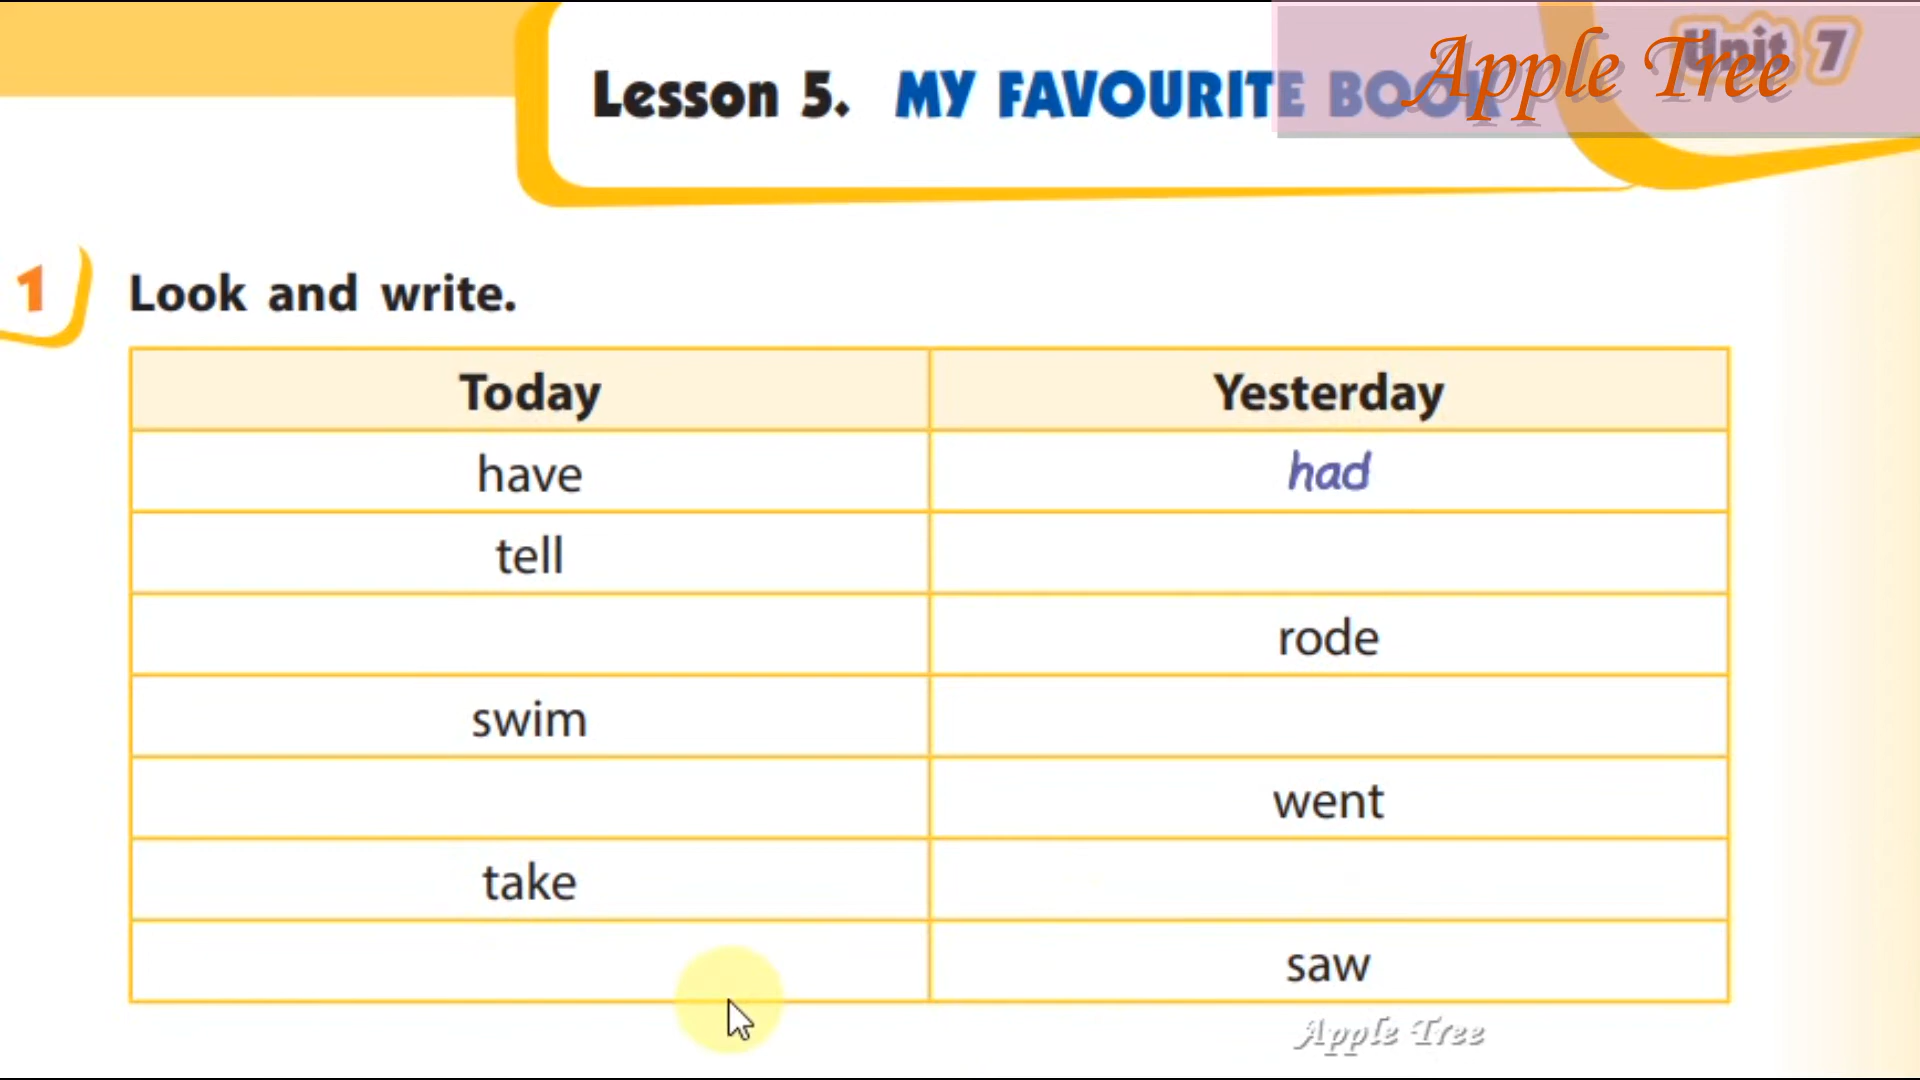 Lesson 5. MY FAVOURITE BOOK
Apple Tree
Unit 7
1 Look and write.
Today Yesterday
have had
tell
rode
swim
went
take
saw
Apple Tree